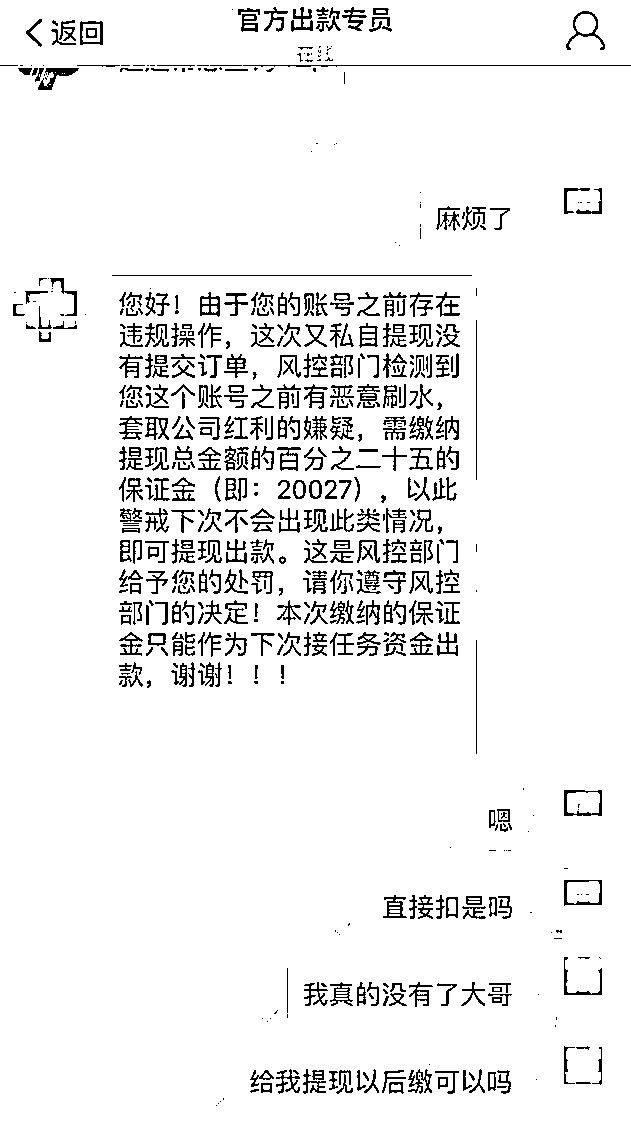 返回
官方出款专员
在线
麻烦了
您好！由于您的账号之前存在
违规操作，这次又私自提现没
有提交订单，风控部门检测到
您这个账号之前有恶意刷水，
套取公司红利的嫌疑，需缴纳
提现总金额的百分之二十五的
保证金（即：20027），以此
警戒下次不会出现此类情况，
即可提现出款。这是风控部门
给予您的处罚，请你遵守风控
部门的决定！本次缴纳的保证
金只能作为下次接任务资金出
款，谢谢！！！
嗯
直接扣是吗
我真的没有了大哥
给我提现以后缴可以吗